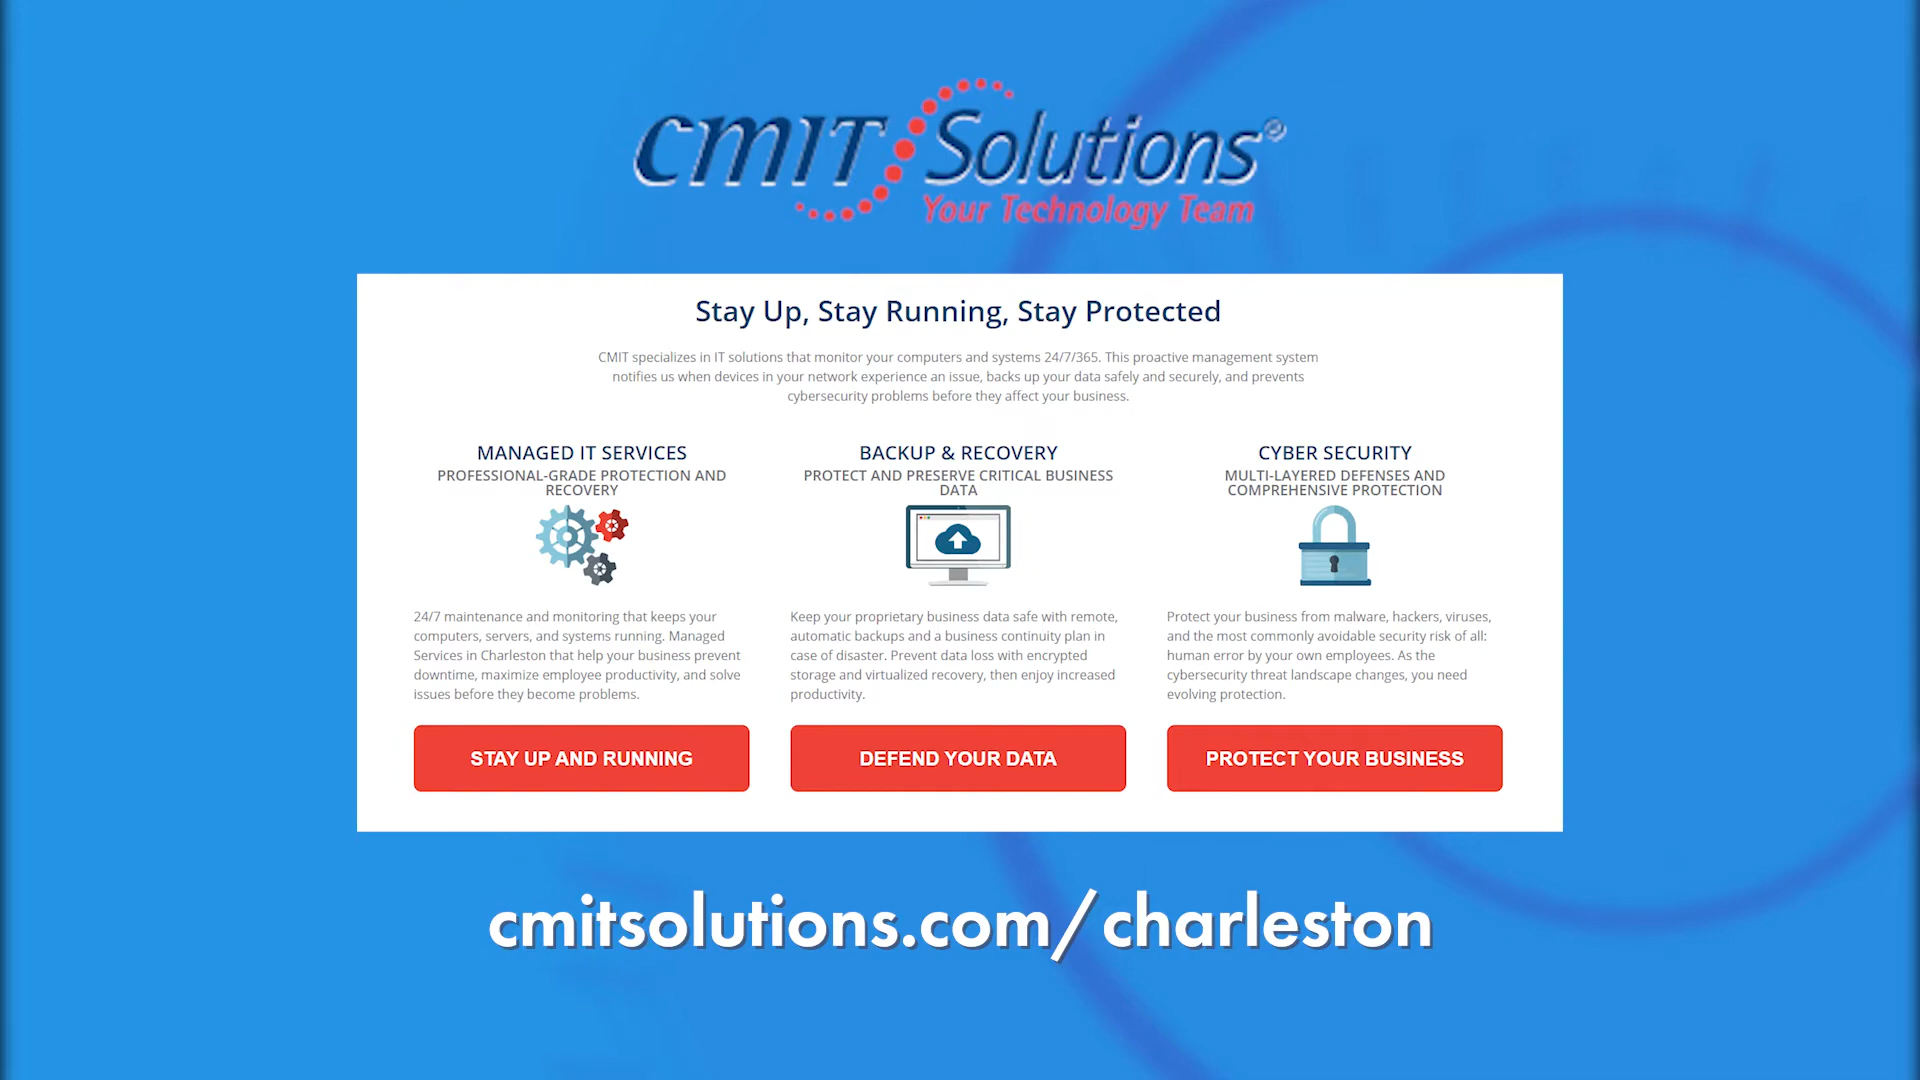 CMIT Solutions®
Your Technology Team
Stay Up, Stay Running, Stay Protected
CMIT specializes in IT solutions that monitor your computers and systems 24/7/365. This proactive management system
notifies us when devices in your network experience an issue, backs up your data safely and securely, and prevents
cybersecurity problems before they affect your business.
MANAGED IT SERVICES
PROFESSIONAL-GRADE PROTECTION AND
RECOVERY
24/7 maintenance and monitoring that keeps your
computers, servers, and systems running. Managed
Services in Charleston that help your business prevent
downtime, maximize employee productivity, and solve
issues before they become problems.
STAY UP AND RUNNING
BACKUP & RECOVERY
PROTECT AND PRESERVE CRITICAL BUSINESS
DATA
Keep your proprietary business data safe with remote,
automatic backups and a business continuity plan in
case of disaster. Prevent data loss with encrypted
storage and virtualized recovery, then enjoy increased
productivity.
DEFEND YOUR DATA
CYBER SECURITY
MULTI-LAYERED DEFENSES AND
COMPREHENSIVE PROTECTION
Protect your business from malware, hackers, viruses,
and the most commonly avoidable security risk of all:
human error by your own employees. As the
cybersecurity threat landscape changes, you need
evolving protection.
PROTECT YOUR BUSINESS
cmitsolutions.com/charleston